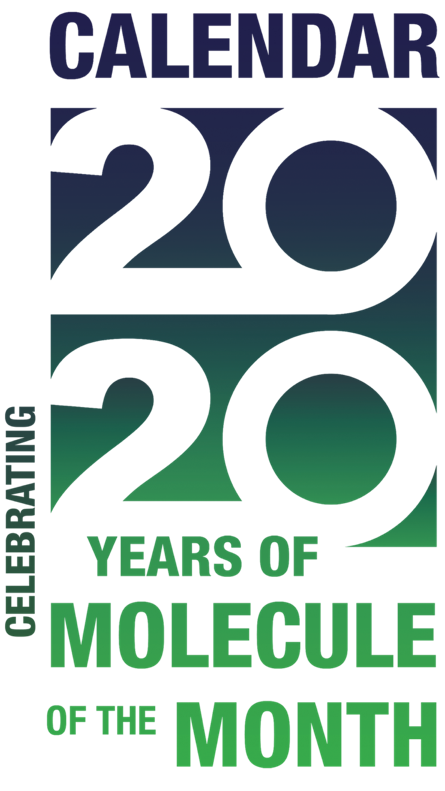 CALENDAR
20
20
CELEBRATING
YEARS OF
MOLECULE
OF THE MONTH